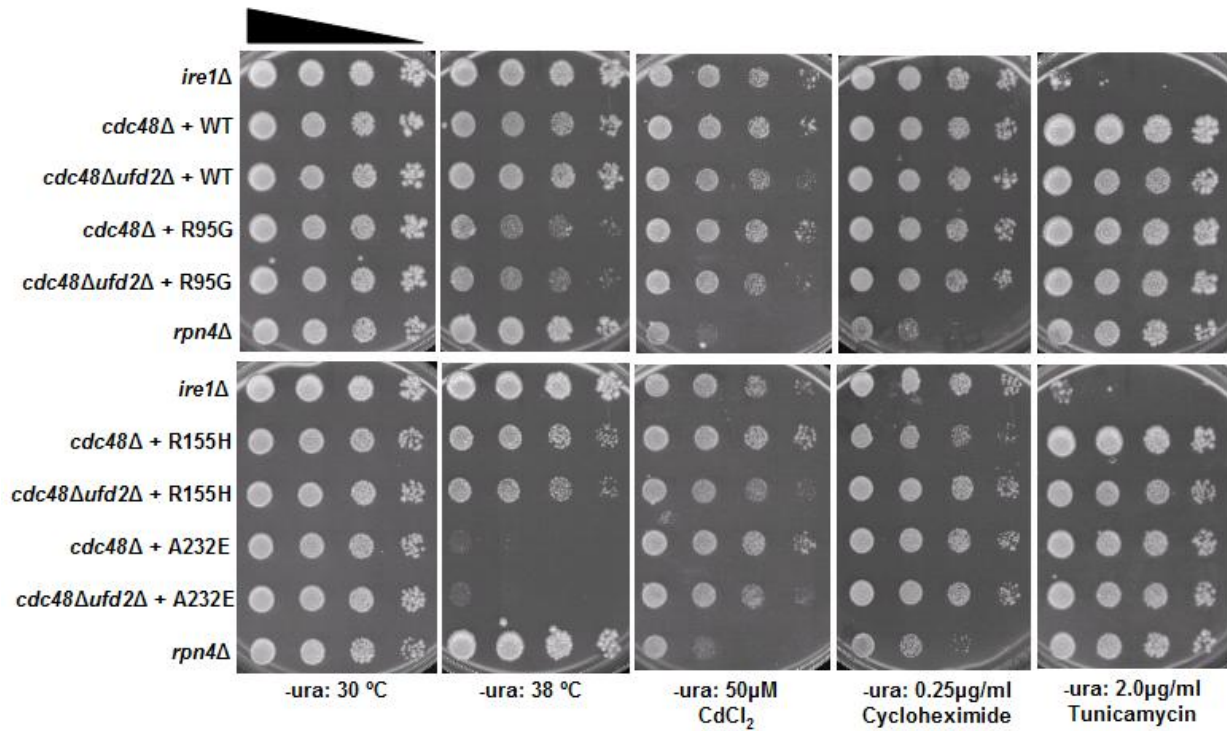 ire1Δ
cdc48Δ + WT
cdc48Δufd2Δ + WT
cdc48Δ + R95G
cdc48Δufd2Δ + R95G
rpn4Δ
ire1Δ
cdc48Δ + R155H
cdc48Δufd2Δ + R155H
cdc48Δ + A232E
cdc48Δufd2Δ + A232E
rpn4Δ
-ura: 30 ºC
-ura: 38 ºC
-ura: 50µM
CdCl₂
-ura: 0.25µg/ml
Cycloheximide
-ura: 2.0µg/ml
Tunicamycin